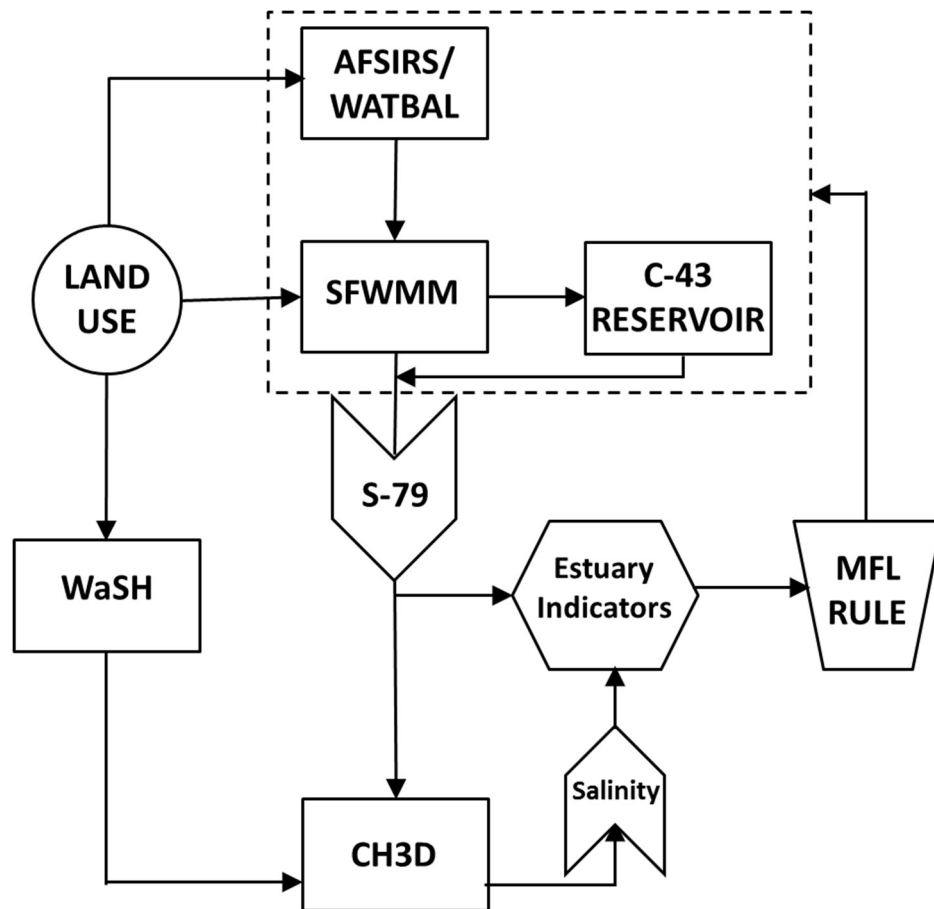 AFSIRS/
WATBAL
LAND
USE
SFWMM
C-43
RESERVOIR
S-79
WaSH
Estuary
Indicators
MFL
RULE
Salinity
CH3D